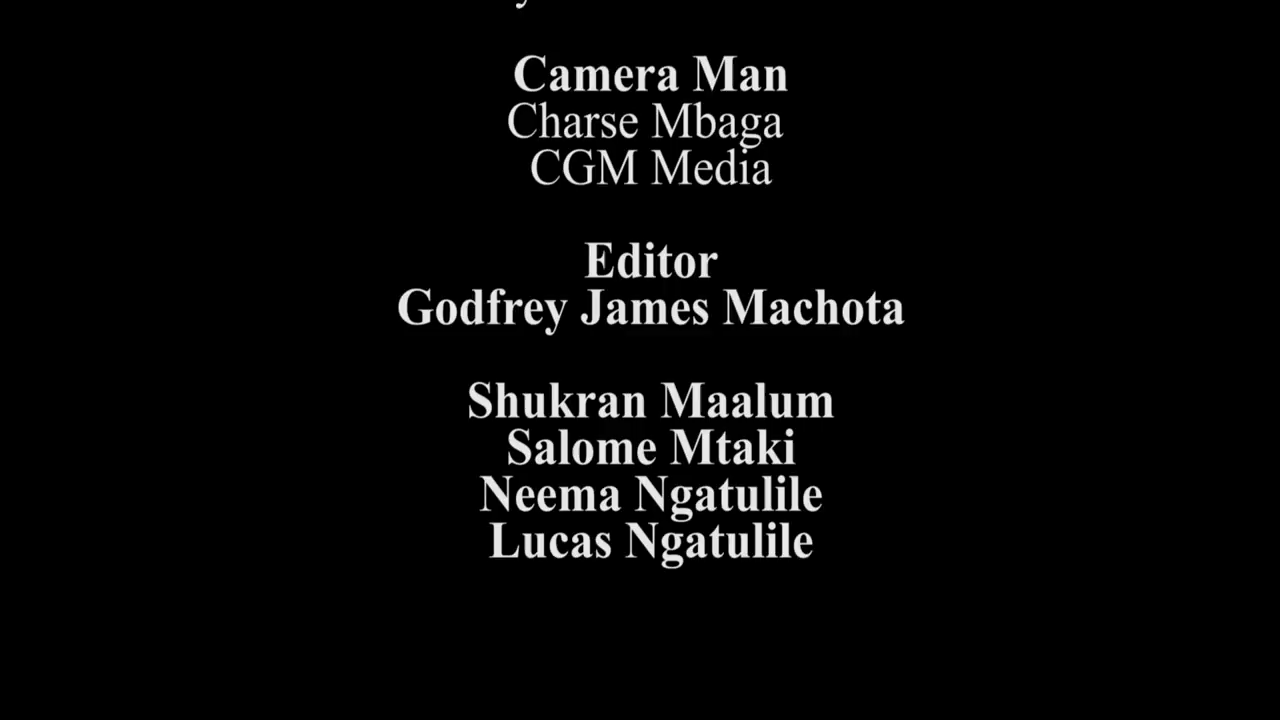 Camera Man
Charse Mbaga
CGM Media
Editor
Godfrey James Machota
Shukran Maalum
Salome Mtaki
Neema Ngatulile
Lucas Ngatulile